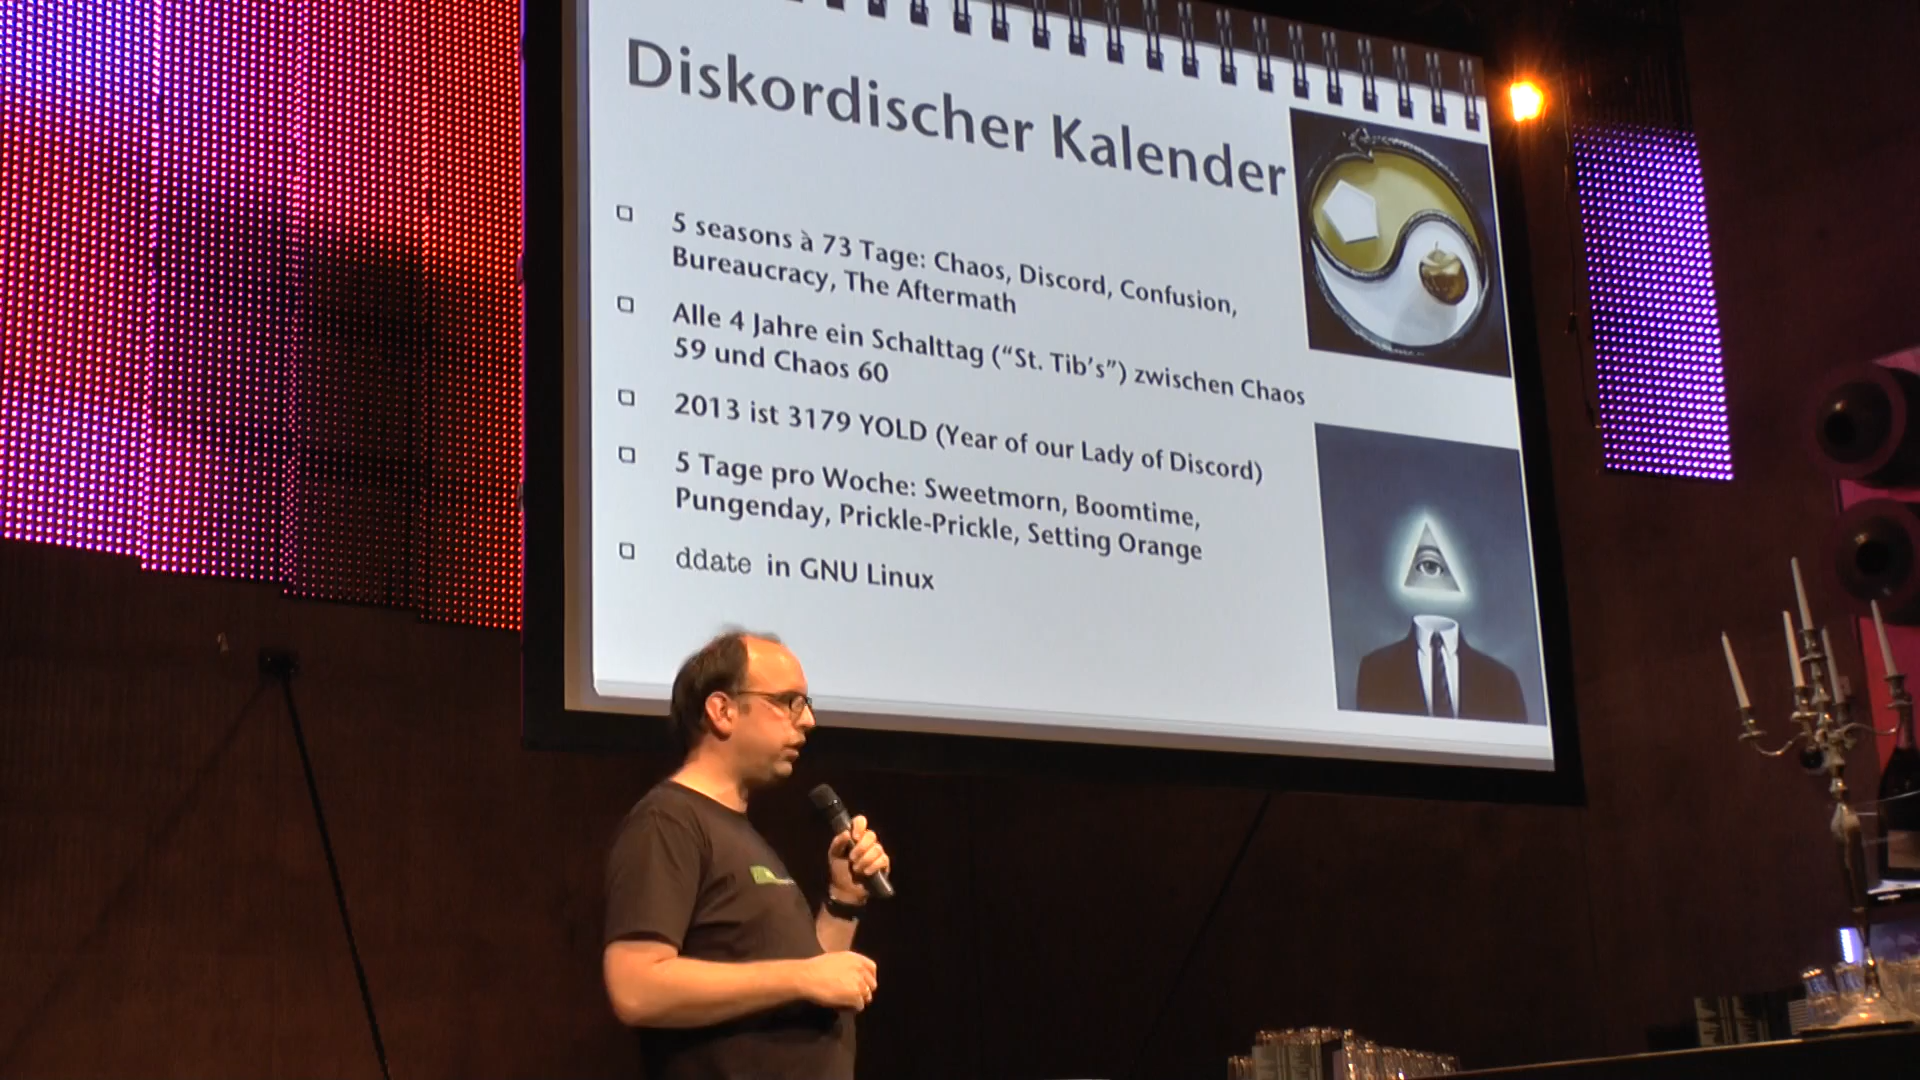 Diskordischer Kalender
5 seasons à 73 Tage: Chaos, Discord, Confusion,
Bureaucracy, The Aftermath
Alle 4 Jahre ein Schalttag (“St. Tib’s”) zwischen Chaos
59 und Chaos 60
2013 ist 3179 YOLD (Year of our Lady of Discord)
5 Tage pro Woche: Sweetmorn, Boomtime,
Pungenday, Prickle-Prickle, Setting Orange
ddate in GNU Linux